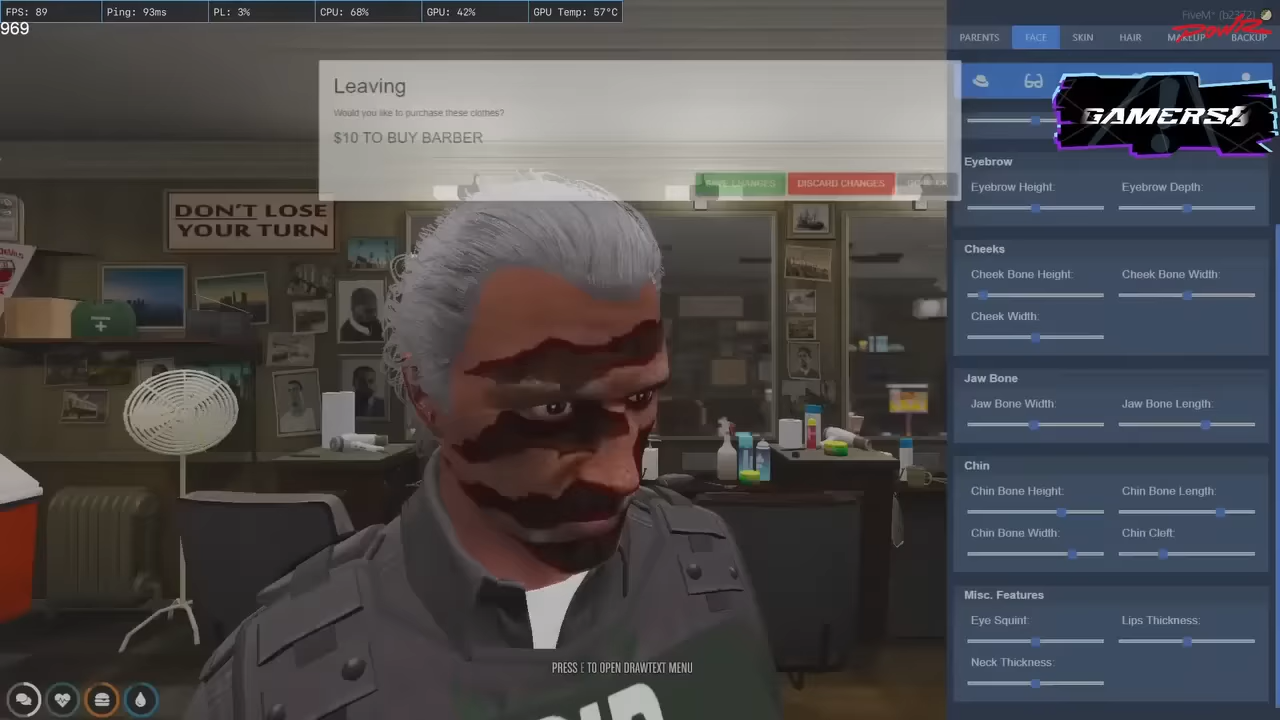 FPS: 89
Ping: 93ms
PL: 3%
CPU: 68%
GPU: 42%
GPU Temp: 57°C
969
FiveM
PARENTS
FACE
SKIN
HAIR
MAKEUP
BACKUP
GAMERS8
Leaving
Would you like to purchase these clothes?
$10 TO BUY BARBER
SAVE CHANGES
DISCARD CHANGES
DON'T LOSE
YOUR TURN
Eyebrow
Eyebrow Height:
Eyebrow Depth:
Cheeks
Cheek Bone Height:
Cheek Bone Width:
Cheek Width:
Jaw Bone
Jaw Bone Width:
Jaw Bone Length:
Chin
Chin Bone Height:
Chin Bone Length:
Chin Bone Width:
Chin Cleft:
Misc. Features
Eye Squint:
Lips Thickness:
Neck Thickness:
PRESS E TO OPEN DRAWTEXT MENU